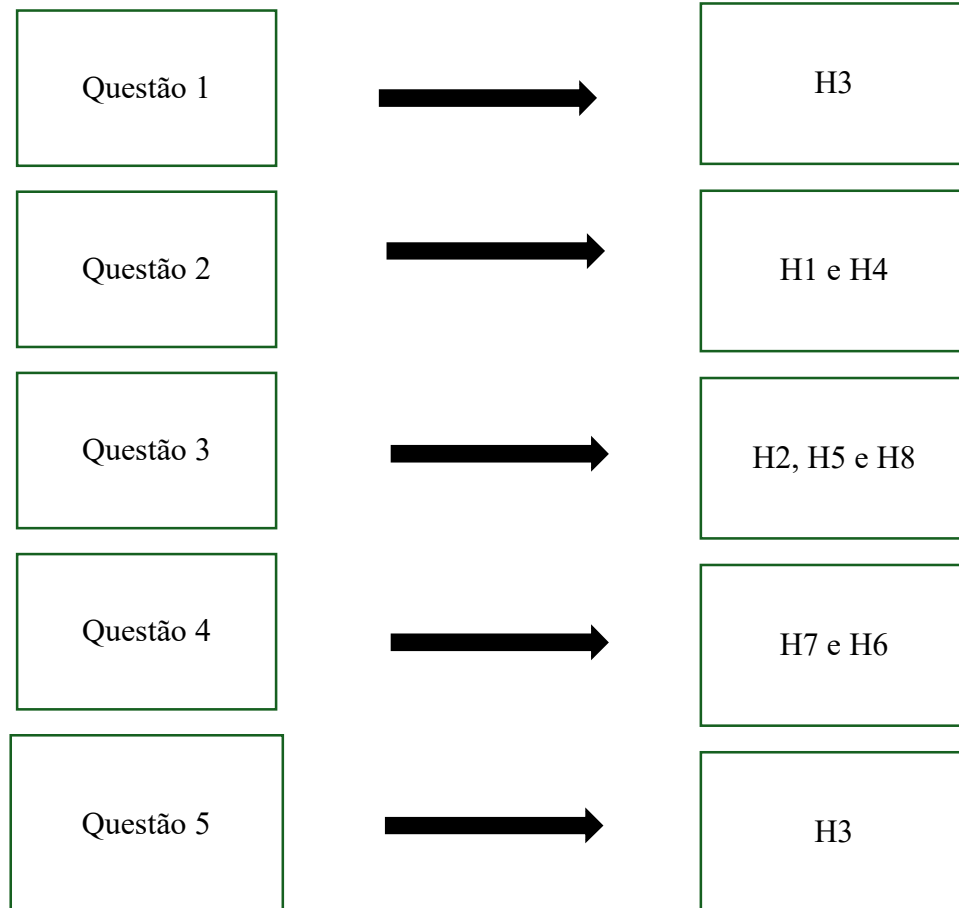 Questão 1
H3
Questão 2
H1 e H4
Questão 3
H2, H5 e H8
Questão 4
H7 e H6
Questão 5
H3